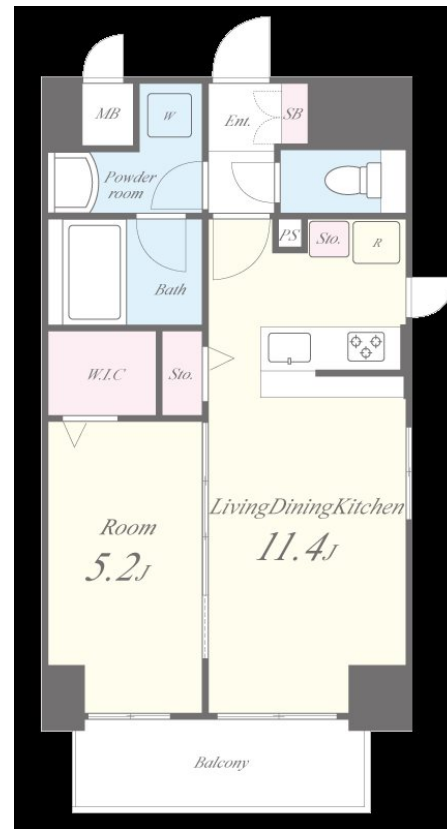 MB
W
Ent.
SB
Powder
room
PS
Sto.
R
Bath
W.I.C
Sto.
LivingDiningKitchen
11.4J
Room
5.2J
Balcony